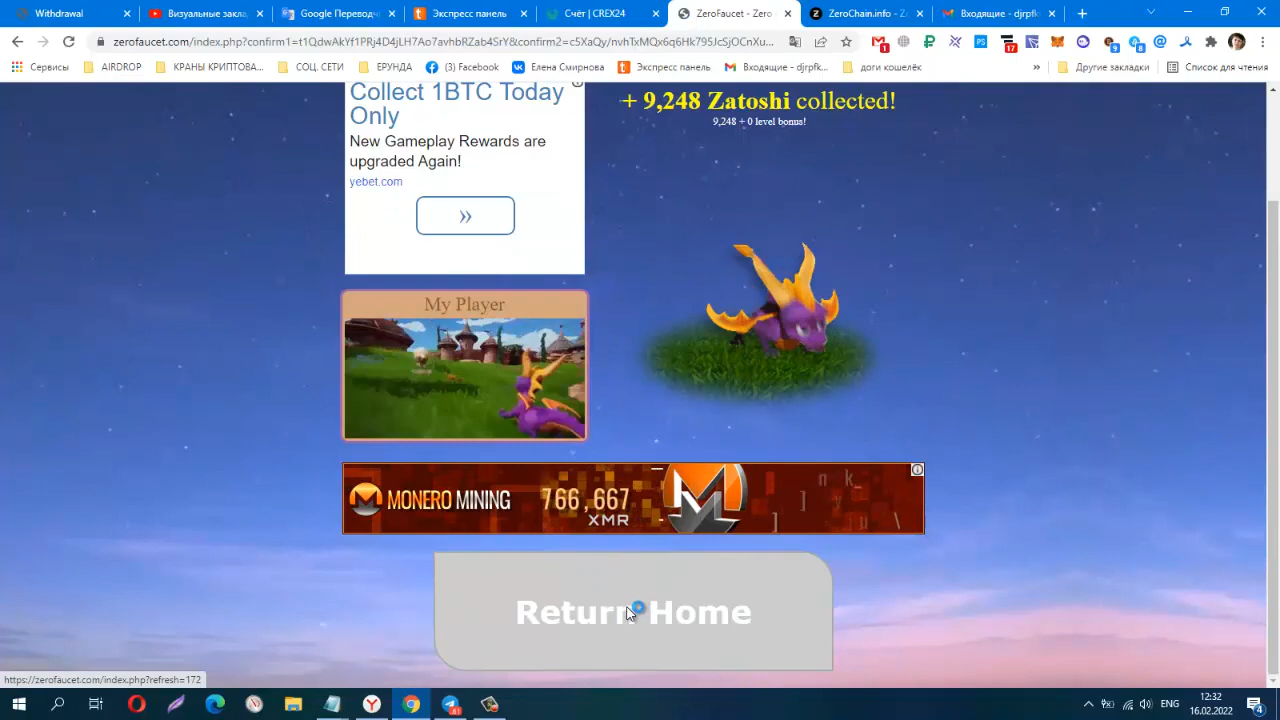 Withdrawal
Визуальные закла
Google Переводч
Экспресс панель
Счёт | CREX24
ZeroFaucet - Zero
ZeroChain.info - Z
Входящие - djrpf
zerofaucet.com/index.php?confirm1=t1QdwAkYf1PRj4D4jLH7Ao7avhbRZab4SrY&confirm2=c5XaQy/nvhTxMQx6q6Hk795JcSjOCnXu...
Сервисы
AIRDROP
КРАНЫ КРИПТОВА...
СОЦ. СЕТИ
ЕРУНДА
(3) Facebook
Елена Смирнова
Экспресс панель
Входящие - djrpfk...
доги кошелёк
»
Другие закладки
Список для чтения
Collect 1BTC Today
Only
New Gameplay Rewards are
upgraded Again!
yebet.com
»
+ 9,248 Zatoshi collected!
9,248 + 0 level bonus!
My Player
MONERO MINING
766,667
XMR
Return Home
https://zerofaucet.com/index.php?refresh=172
ENG
12:32
16.02.2022